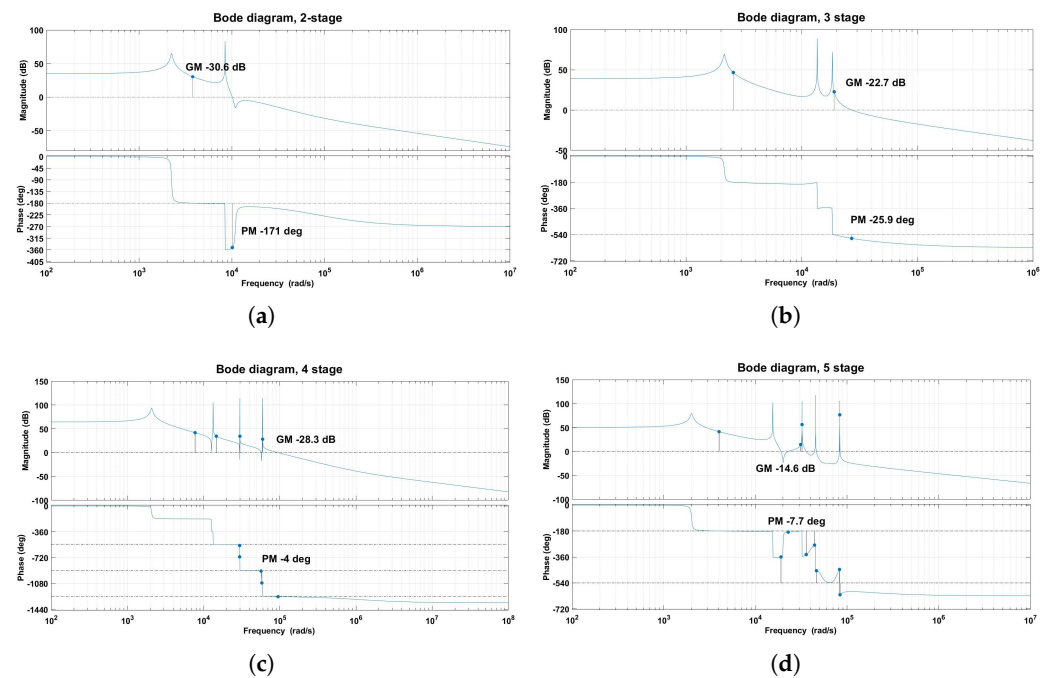 Bode diagram, 2-stage
100
50
0
-50
Magnitude (dB)
GM -30.6 dB
0
-45
-90
-135
-180
-225
-270
-315
-360
-405
Phase (deg)
PM -171 deg
10^2 10^3 10^4 10^5 10^6 10^7
Frequency (rad/s)
(a)
Bode diagram, 3 stage
100
50
0
-50
Magnitude (dB)
GM -22.7 dB
0
-180
-360
-540
-720
Phase (deg)
PM -25.9 deg
10^2 10^3 10^4 10^5 10^6
Frequency (rad/s)
(b)
Bode diagram, 4 stage
150
100
50
0
-50
-100
Magnitude (dB)
GM -28.3 dB
0
-360
-720
-1080
-1440
Phase (deg)
PM -4 deg
10^2 10^3 10^4 10^5 10^6 10^7 10^8
Frequency (rad/s)
(c)
Bode diagram, 5 stage
150
100
50
0
-50
-100
Magnitude (dB)
GM -14.6 dB
0
-180
-360
-540
-720
Phase (deg)
PM -7.7 deg
10^2 10^3 10^4 10^5 10^6 10^7
Frequency (rad/s)
(d)